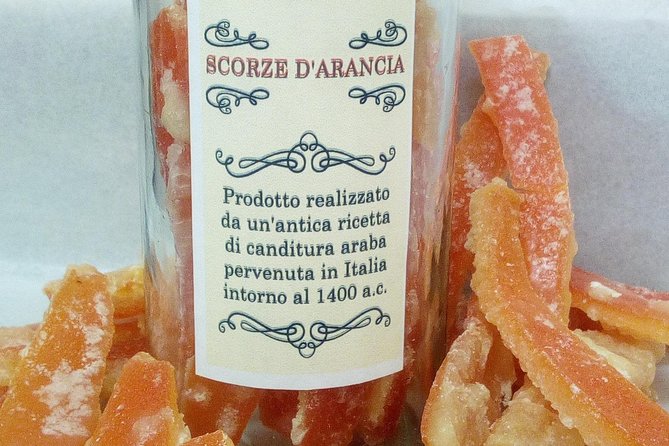 SCORZE D'ARANCIA
Prodotto realizzato
da un'antica ricetta
di canditura araba
pervenuta in Italia
intorno al 1400 a.c.